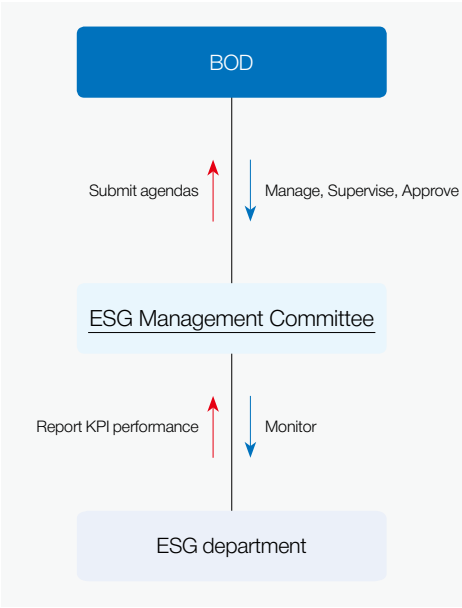 BOD
Submit agendas
Manage, Supervise, Approve
ESG Management Committee
Report KPI performance
Monitor
ESG department